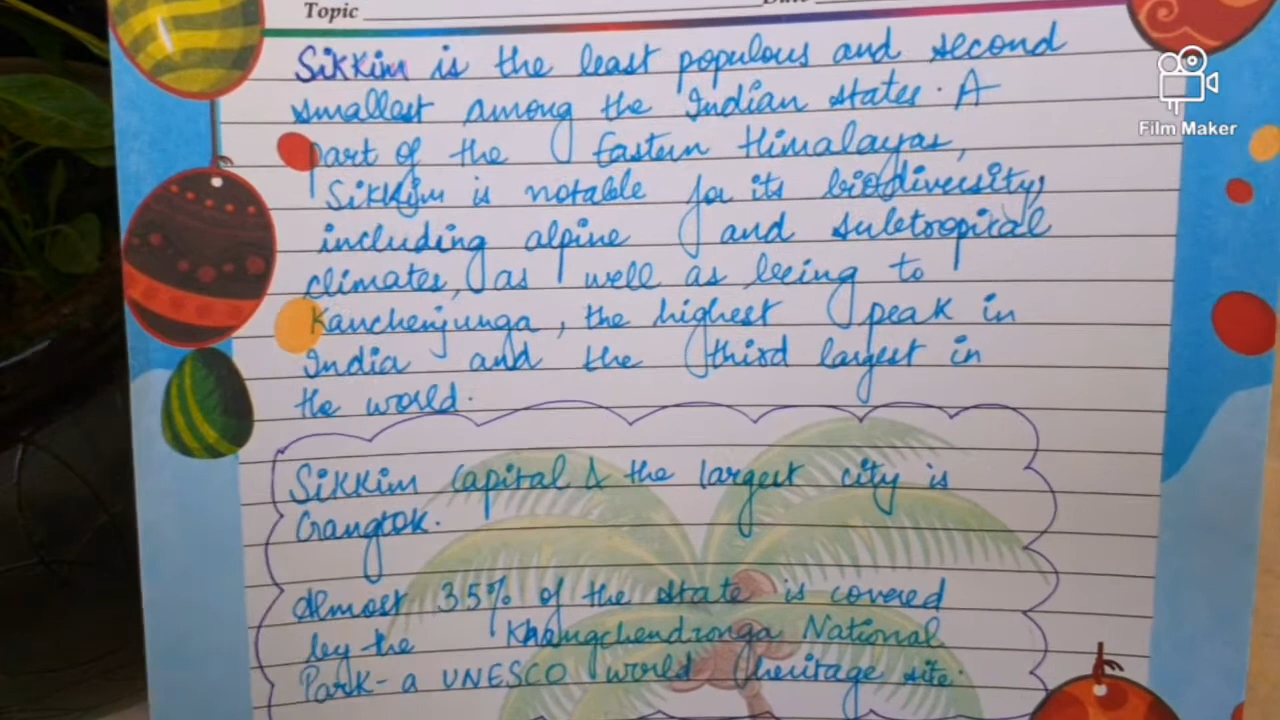 Topic
Sikkim is the least populous and second
smallest among the Indian states. A
part of the Eastern Himalayas,
Sikkim is notable for its biodiversity,
including alpine and subtropical
climates, as well as being to
Kanchenjunga, the highest peak in
India and the third largest in
the world.
Sikkim Capital & the largest city is
Gangtok.
Almost 35% of the state is covered
by the Khangchendzonga National
Park- a UNESCO world heritage site.
Film Maker